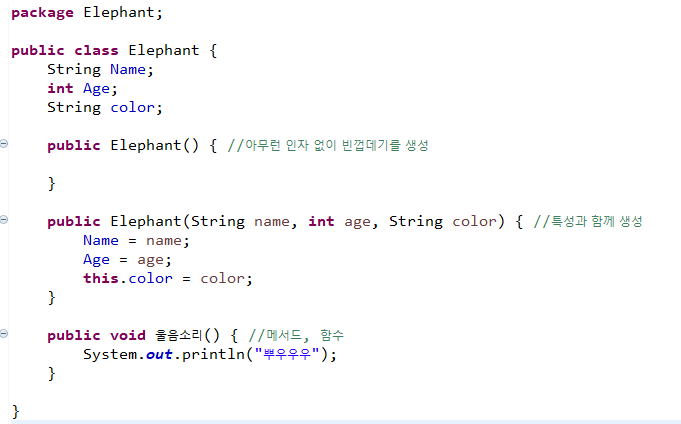 package Elephant;
public class Elephant {
String Name;
int Age;
String color;
public Elephant() { //아무런 인자 없이 빈껍데기를 생성
}
public Elephant(String name, int age, String color) { //특성과 함께 생성
Name = name;
Age = age;
this.color = color;
}
public void 울음소리() { //메서드, 함수
System.out.println("뿌우우우");
}
}